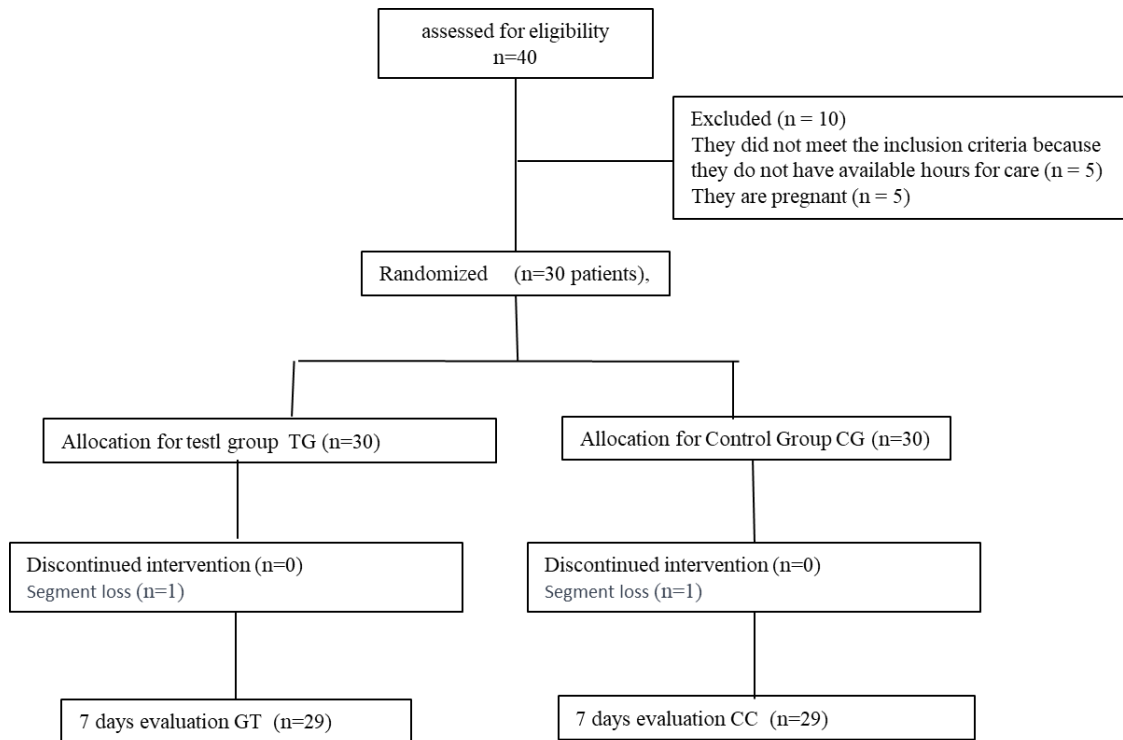 assessed for eligibility
n=40
Excluded (n = 10)
They did not meet the inclusion criteria because
they do not have available hours for care (n = 5)
They are pregnant (n = 5)
Randomized (n=30 patients),
Allocation for testl group TG (n=30)
Allocation for Control Group CG (n=30)
Discontinued intervention (n=0)
Segment loss (n=1)
Discontinued intervention (n=0)
Segment loss (n=1)
7 days evaluation GT (n=29)
7 days evaluation CC (n=29)